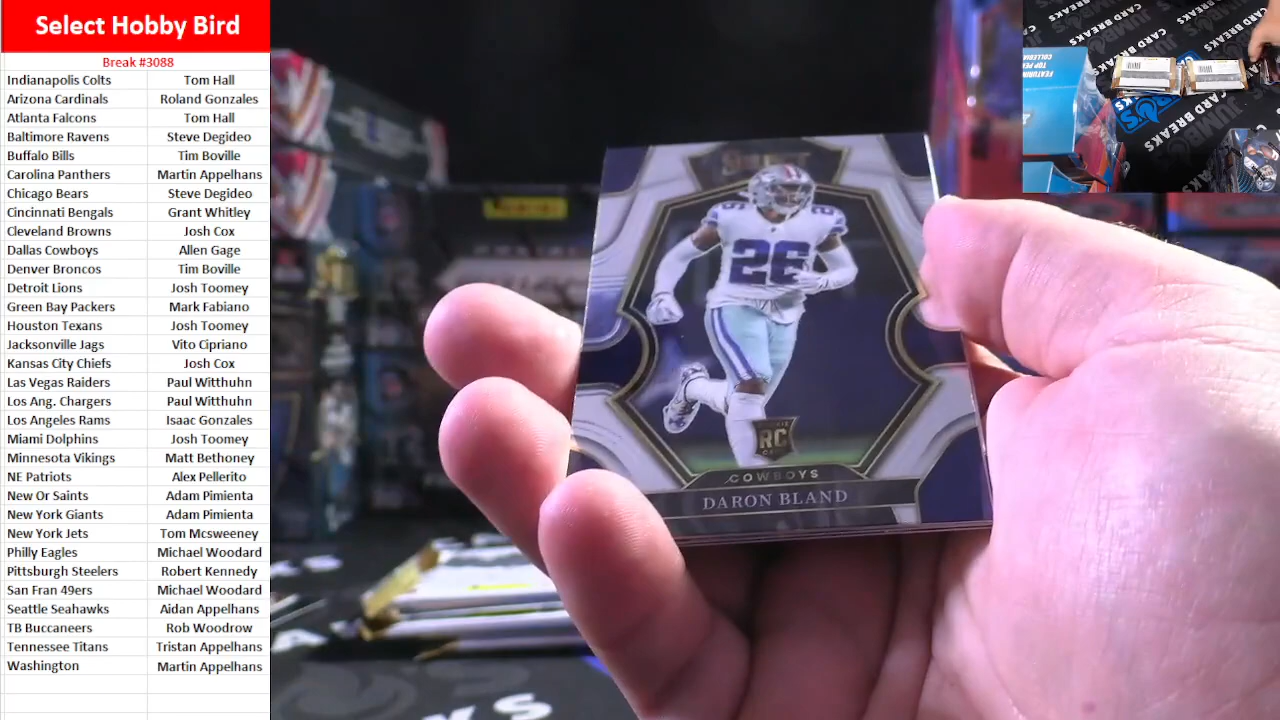 Select Hobby Bird
Break #3088
Indianapolis Colts Tom Hall
Arizona Cardinals Roland Gonzales
Atlanta Falcons Tom Hall
Baltimore Ravens Steve Degideo
Buffalo Bills Tim Boville
Carolina Panthers Martin Appelhans
Chicago Bears Steve Degideo
Cincinnati Bengals Grant Whitley
Cleveland Browns Josh Cox
Dallas Cowboys Allen Gage
Denver Broncos Tim Boville
Detroit Lions Josh Toomey
Green Bay Packers Mark Fabiano
Houston Texans Josh Toomey
Jacksonville Jags Vito Cipriano
Kansas City Chiefs Josh Cox
Las Vegas Raiders Paul Witthuhn
Los Ang. Chargers Paul Witthuhn
Los Angeles Rams Isaac Gonzales
Miami Dolphins Josh Toomey
Minnesota Vikings Matt Bethoney
NE Patriots Alex Pellerito
New Or Saints Adam Pimienta
New York Giants Adam Pimienta
New York Jets Tom Mcsweeney
Philly Eagles Michael Woodard
Pittsburgh Steelers Robert Kennedy
San Fran 49ers Michael Woodard
Seattle Seahawks Aidan Appelhans
TB Buccaneers Rob Woodrow
Tennessee Titans Tristan Appelhans
Washington Martin Appelhans
PANINI
SELECT
26
RC
COWBOYS
DARON BLAND
CARD BREAKS
CARD BREAKS